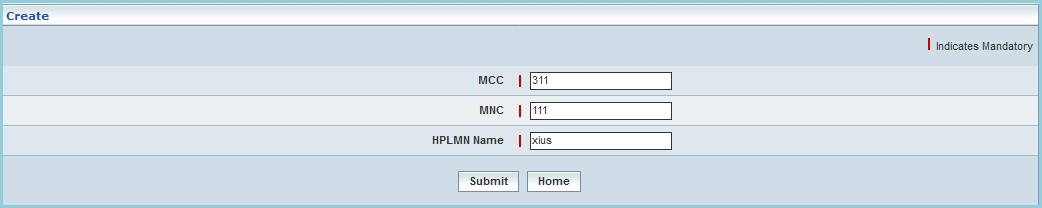 Create
Indicates Mandatory
MCC 311
MNC 111
HPLMN Name xius
Submit Home